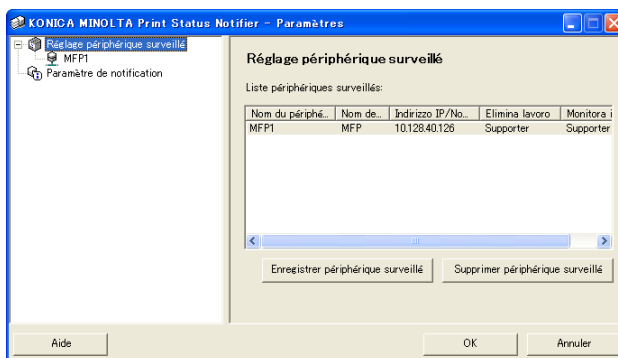 KONICA MINOLTA Print Status Notifier - Paramètres
Réglage périphérique surveillé
MFP1
Paramètre de notification
Réglage périphérique surveillé
Liste périphériques surveillés:
Nom du périphé... Nom de... Indirizzo IP/No... Elimina lavoro Monitora i
MFP1 MFP 10.128.40.126 Supporter Supporter
Enregistrer périphérique surveillé Supprimer périphérique surveillé
Aide OK Annuler